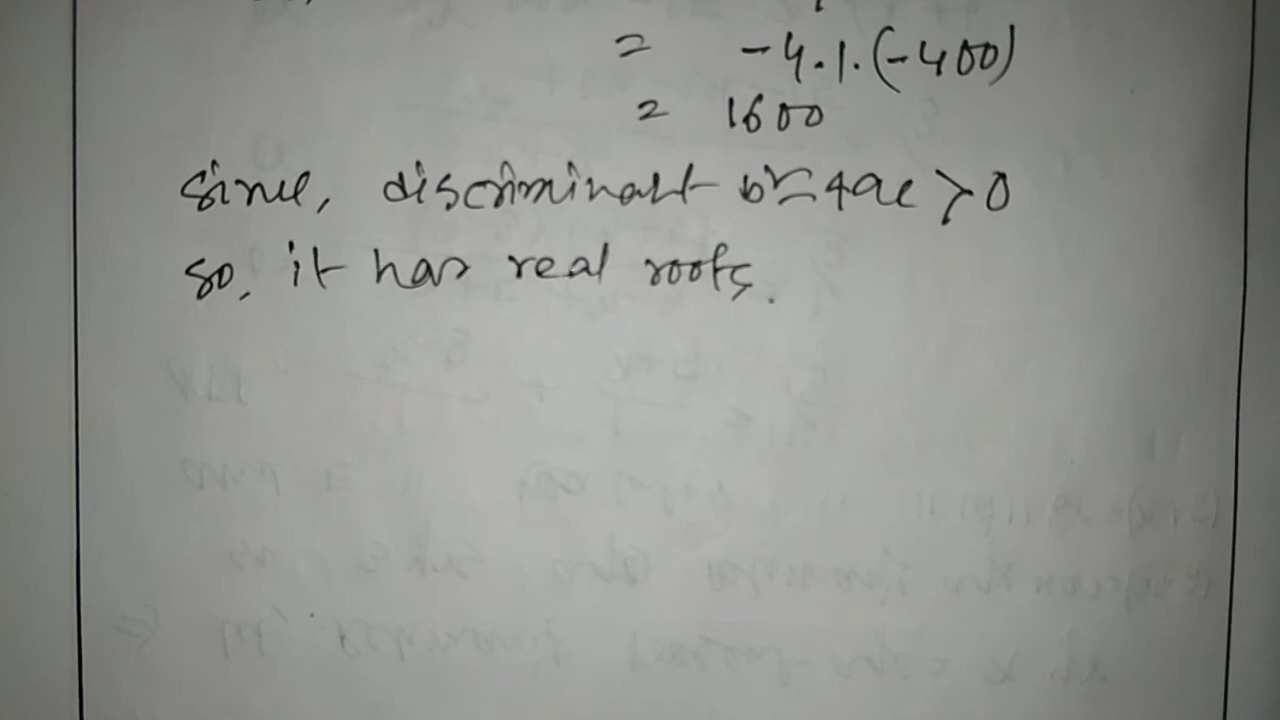 = -4.1.(-400)
= 1600
since, discriminant b²-4ac >0
so, it has real roots.